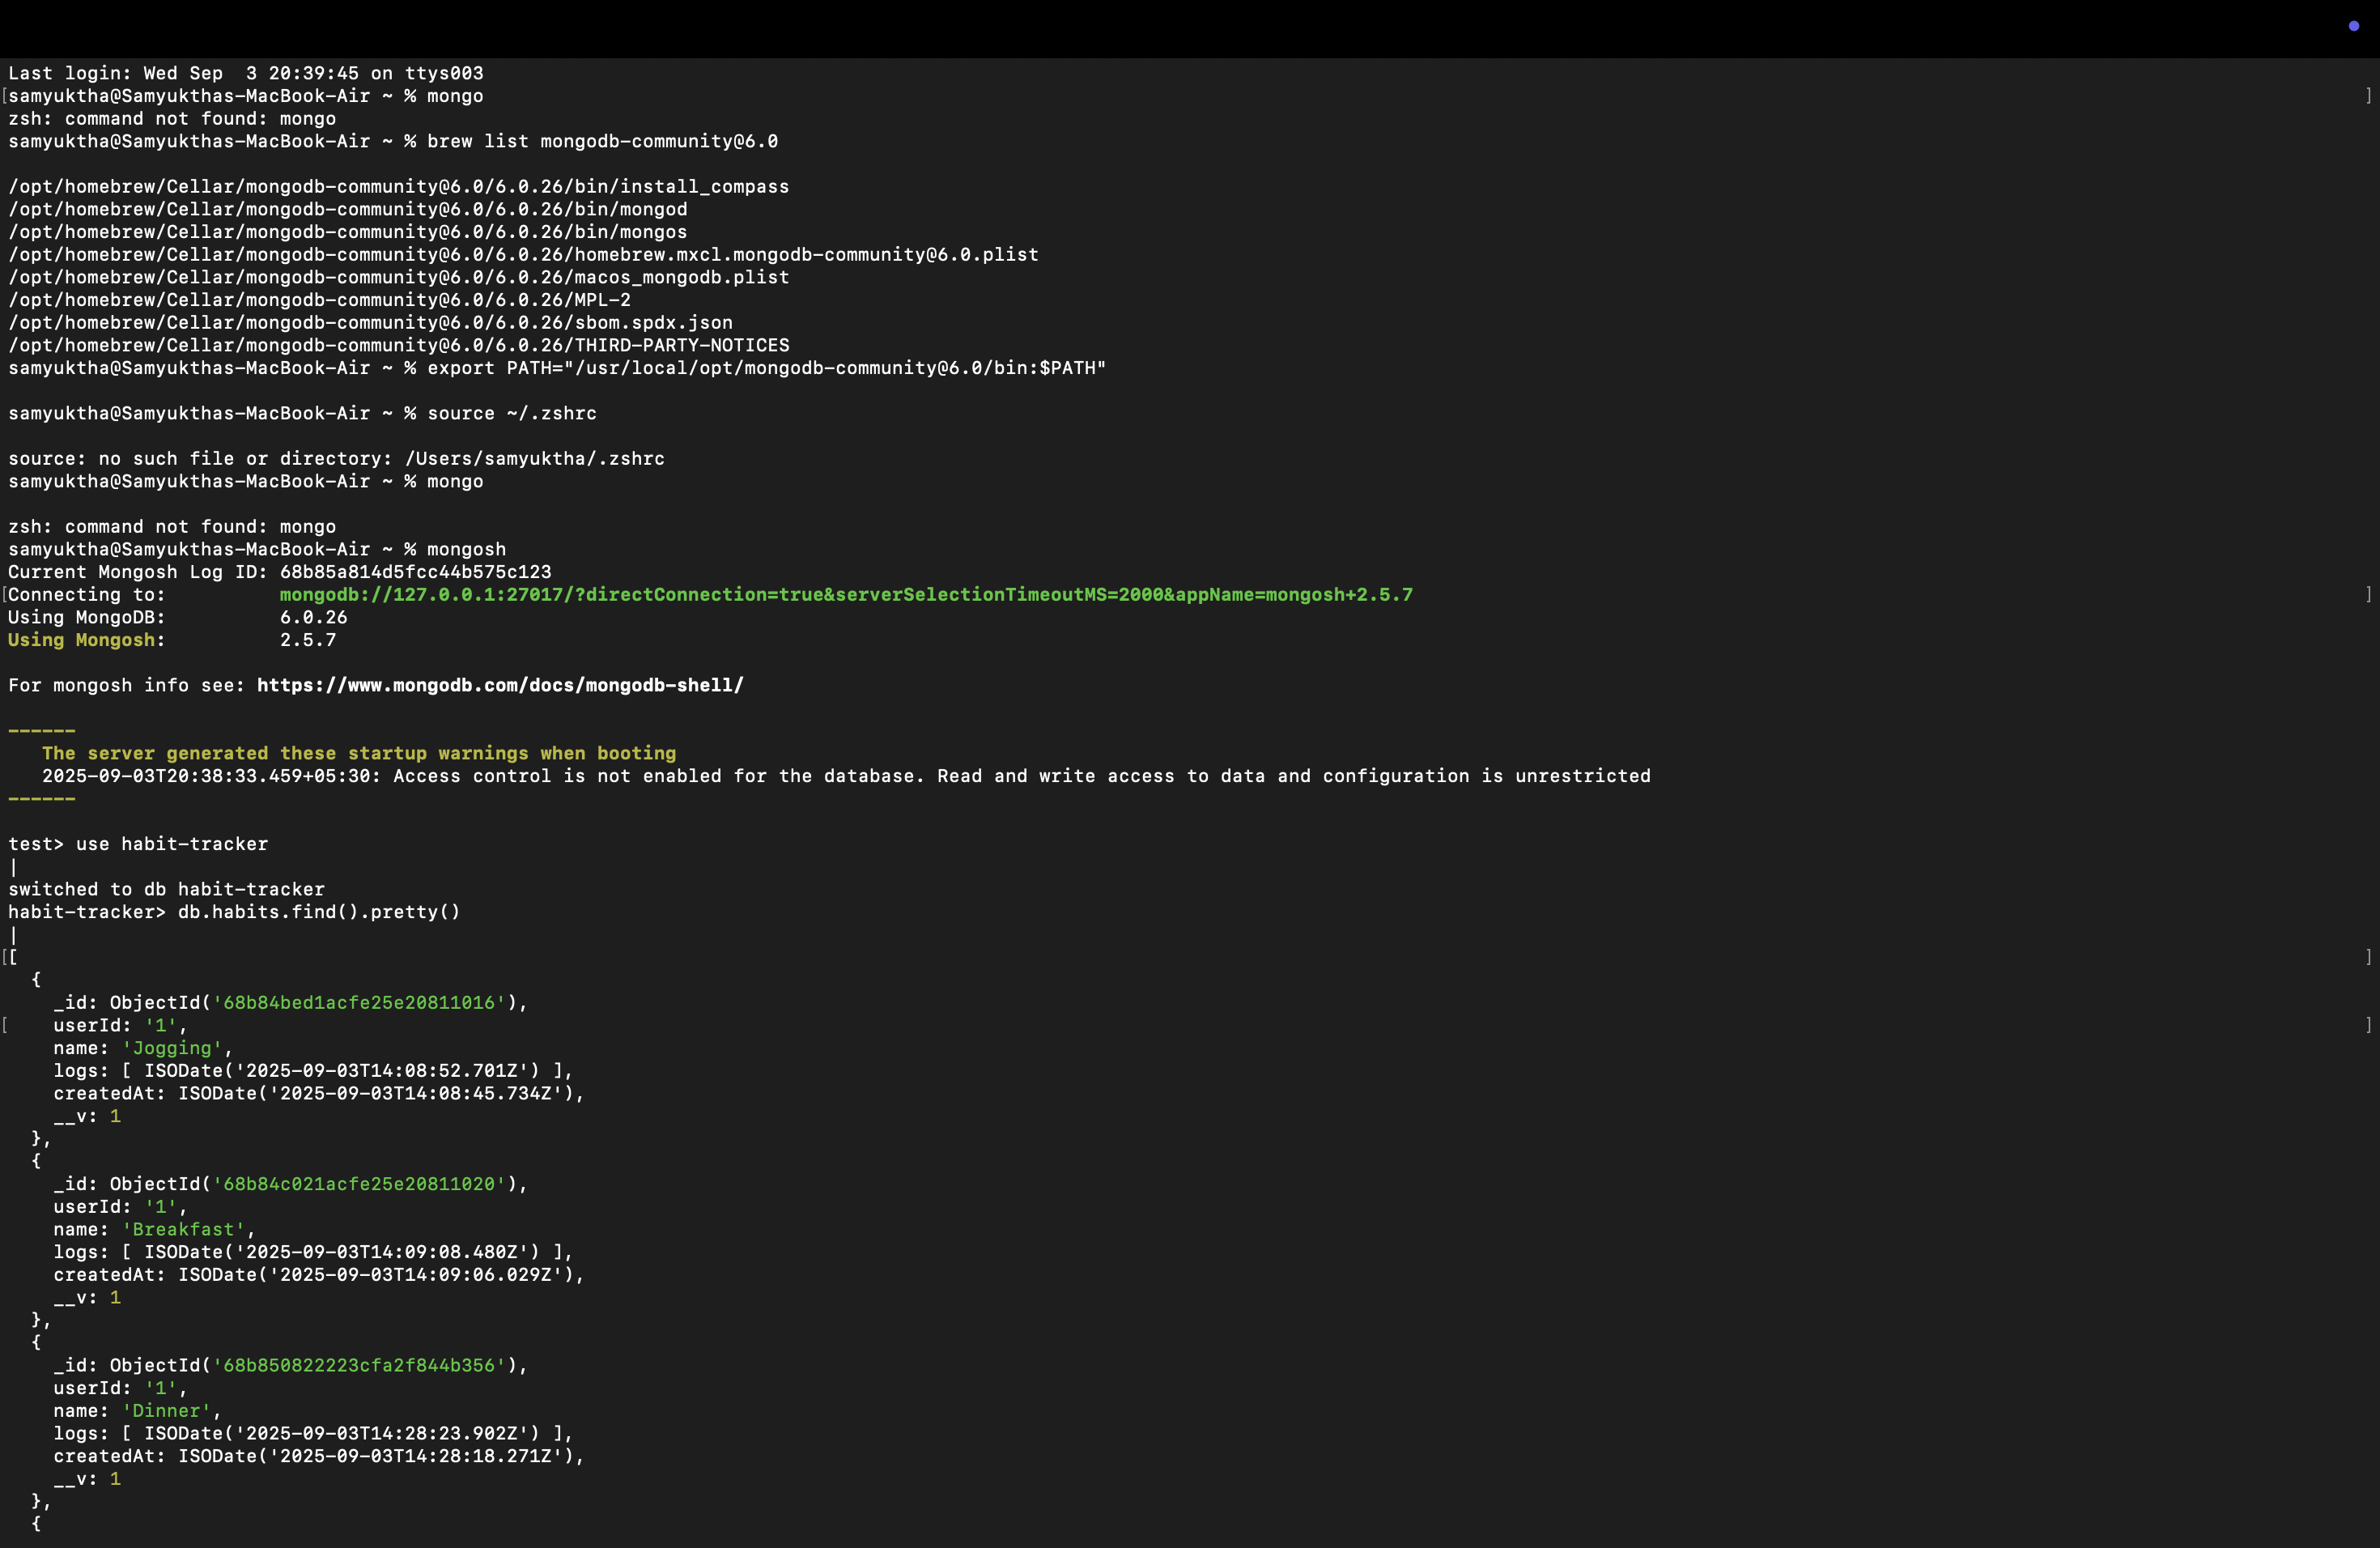 Last login: Wed Sep  3 20:39:45 on ttys003
[samyuktha@Samyukthas-MacBook-Air ~ % mongo ]
zsh: command not found: mongo
samyuktha@Samyukthas-MacBook-Air ~ % brew list mongodb-community@6.0
/opt/homebrew/Cellar/mongodb-community@6.0/6.0.26/bin/install_compass
/opt/homebrew/Cellar/mongodb-community@6.0/6.0.26/bin/mongod
/opt/homebrew/Cellar/mongodb-community@6.0/6.0.26/bin/mongos
/opt/homebrew/Cellar/mongodb-community@6.0/6.0.26/homebrew.mxcl.mongodb-community@6.0.plist
/opt/homebrew/Cellar/mongodb-community@6.0/6.0.26/macos_mongodb.plist
/opt/homebrew/Cellar/mongodb-community@6.0/6.0.26/MPL-2
/opt/homebrew/Cellar/mongodb-community@6.0/6.0.26/sbom.spdx.json
/opt/homebrew/Cellar/mongodb-community@6.0/6.0.26/THIRD-PARTY-NOTICES
samyuktha@Samyukthas-MacBook-Air ~ % export PATH="/usr/local/opt/mongodb-community@6.0/bin:$PATH"
samyuktha@Samyukthas-MacBook-Air ~ % source ~/.zshrc
source: no such file or directory: /Users/samyuktha/.zshrc
samyuktha@Samyukthas-MacBook-Air ~ % mongo
zsh: command not found: mongo
samyuktha@Samyukthas-MacBook-Air ~ % mongosh
Current Mongosh Log ID: 68b85a814d5fcc44b575c123
[Connecting to:          mongodb://127.0.0.1:27017/?directConnection=true&serverSelectionTimeoutMS=2000&appName=mongosh+2.5.7 ]
Using MongoDB:          6.0.26
Using Mongosh:          2.5.7
For mongosh info see: https://www.mongodb.com/docs/mongodb-shell/
------
   The server generated these startup warnings when booting
   2025-09-03T20:38:33.459+05:30: Access control is not enabled for the database. Read and write access to data and configuration is unrestricted
------
test> use habit-tracker
|
switched to db habit-tracker
habit-tracker> db.habits.find().pretty()
|
[[ ]
  {
    _id: ObjectId('68b84bed1acfe25e20811016'),
[    userId: '1', ]
    name: 'Jogging',
    logs: [ ISODate('2025-09-03T14:08:52.701Z') ],
    createdAt: ISODate('2025-09-03T14:08:45.734Z'),
    __v: 1
  },
  {
    _id: ObjectId('68b84c021acfe25e20811020'),
    userId: '1',
    name: 'Breakfast',
    logs: [ ISODate('2025-09-03T14:09:08.480Z') ],
    createdAt: ISODate('2025-09-03T14:09:06.029Z'),
    __v: 1
  },
  {
    _id: ObjectId('68b850822223cfa2f844b356'),
    userId: '1',
    name: 'Dinner',
    logs: [ ISODate('2025-09-03T14:28:23.902Z') ],
    createdAt: ISODate('2025-09-03T14:28:18.271Z'),
    __v: 1
  },
  {